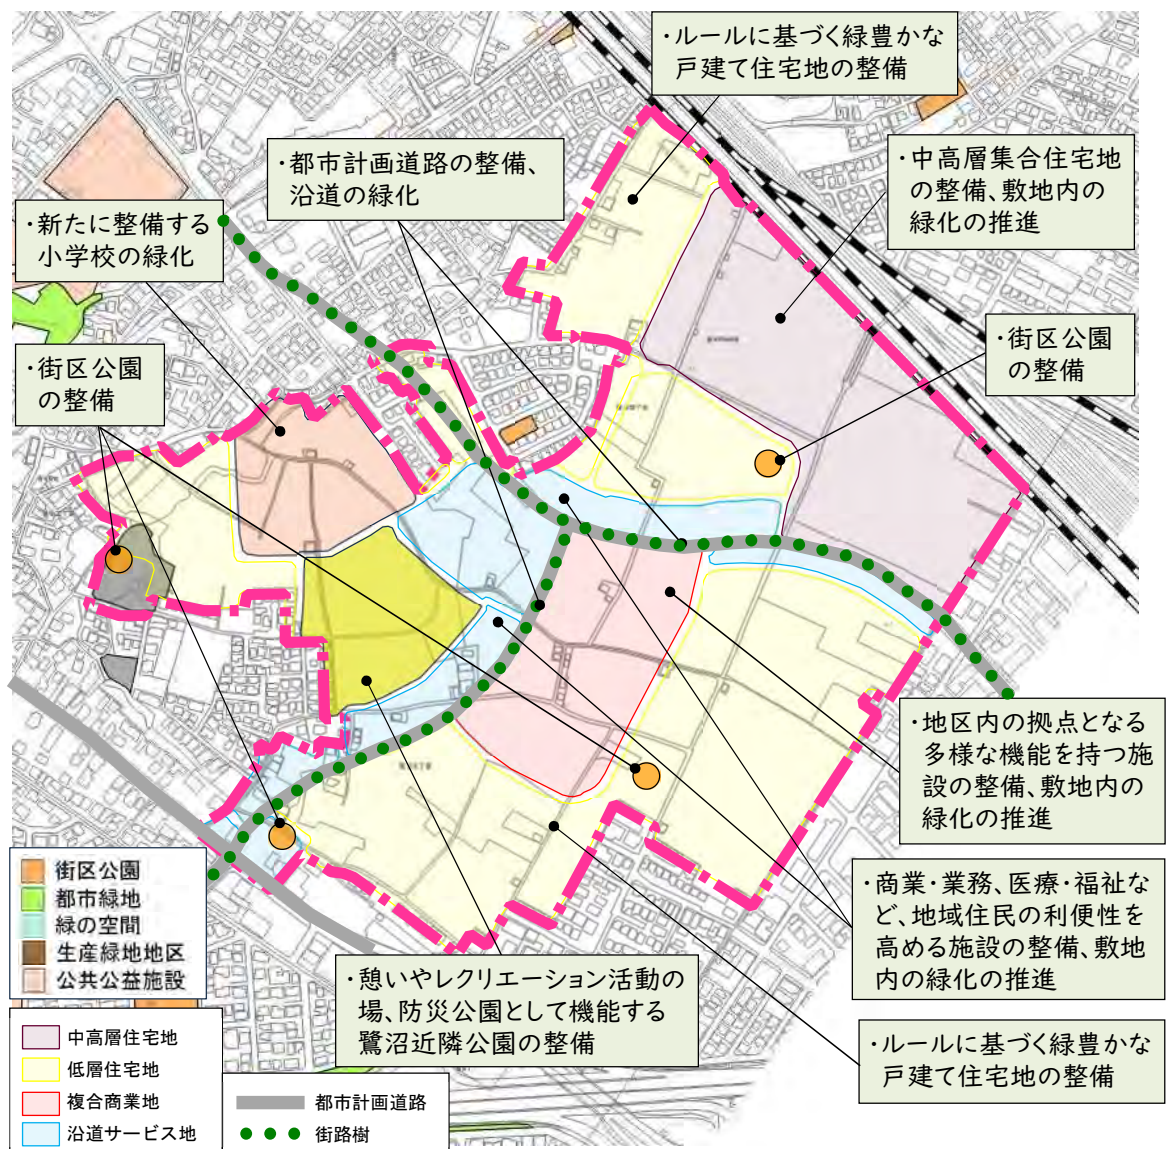 ・ルールに基づく緑豊かな
戸建て住宅地の整備
・都市計画道路の整備、
沿道の緑化
・中高層集合住宅地
の整備、敷地内の
緑化の推進
・新たに整備する
小学校の緑化
・街区公園
の整備
・街区公園
の整備
・地区内の拠点となる
多様な機能を持つ施
設の整備、敷地内の
緑化の推進
・商業・業務、医療・福祉な
ど、地域住民の利便性を
高める施設の整備、敷地
内の緑化の推進
・憩いやレクリエーション活動の
場、防災公園として機能する
鷺沼近隣公園の整備
・ルールに基づく緑豊かな
戸建て住宅地の整備
街区公園
都市緑地
緑の空間
生産緑地地区
公共公益施設
中高層住宅地
低層住宅地
複合商業地
沿道サービス地
都市計画道路
街路樹